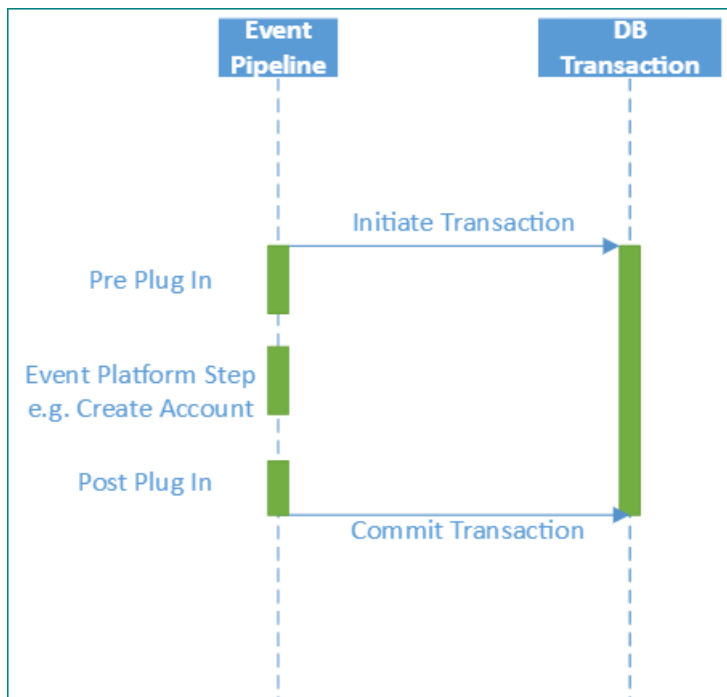 Event
Pipeline
DB
Transaction
Initiate Transaction
Pre Plug In
Event Platform Step
e.g. Create Account
Post Plug In
Commit Transaction